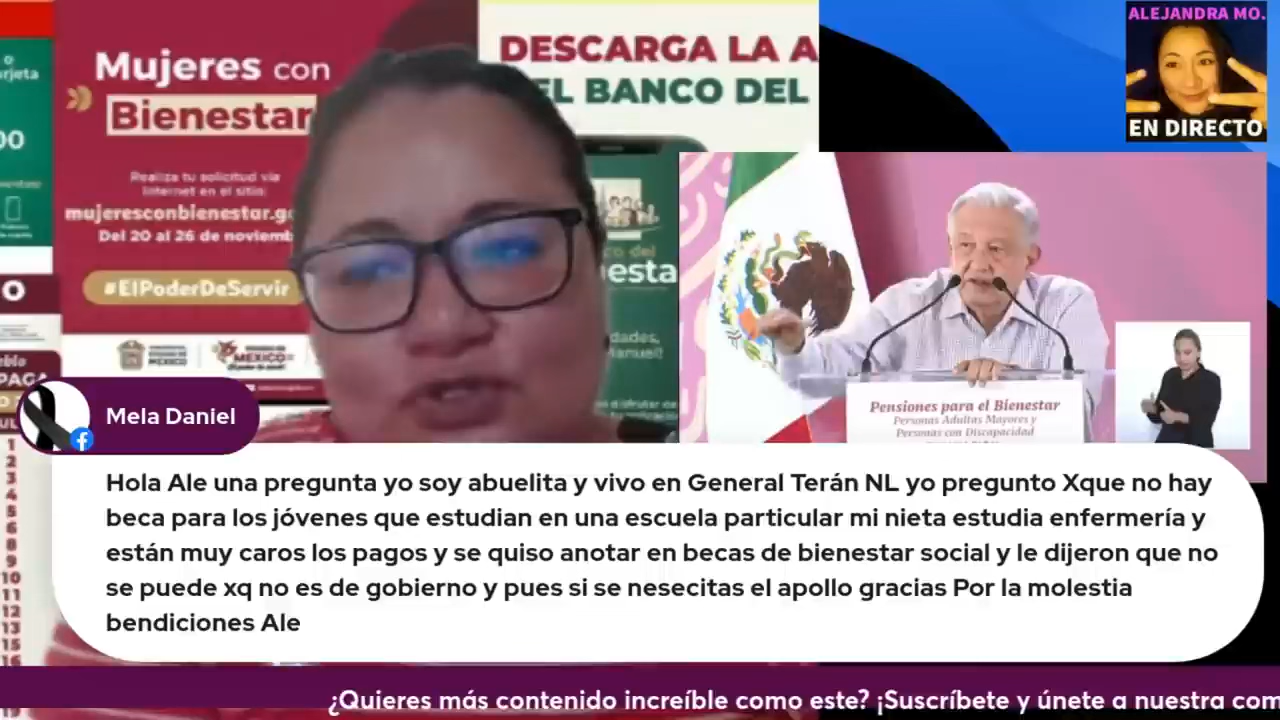 ALEJANDRA MO.
EN DIRECTO
Mujeres con
Bienestar
Realiza tu solicitud vía
Internet en el sitio:
mujeresconbienestar.g
Del 20 al 26 de noviemb
#ElPoderDeServir
DESCARGA LA A
EL BANCO DEL
Pensiones para el Bienestar
Personas Adultas Mayores y
Personas con Discapacidad
Mela Daniel
Hola Ale una pregunta yo soy abuelita y vivo en General Terán NL yo pregunto Xque no hay
beca para los jóvenes que estudian en una escuela particular mi nieta estudia enfermería y
están muy caros los pagos y se quiso anotar en becas de bienestar social y le dijeron que no
se puede xq no es de gobierno y pues si se nesecitas el apollo gracias Por la molestia
bendiciones Ale
¿Quieres más contenido increíble como este? ¡Suscríbete y únete a nuestra com